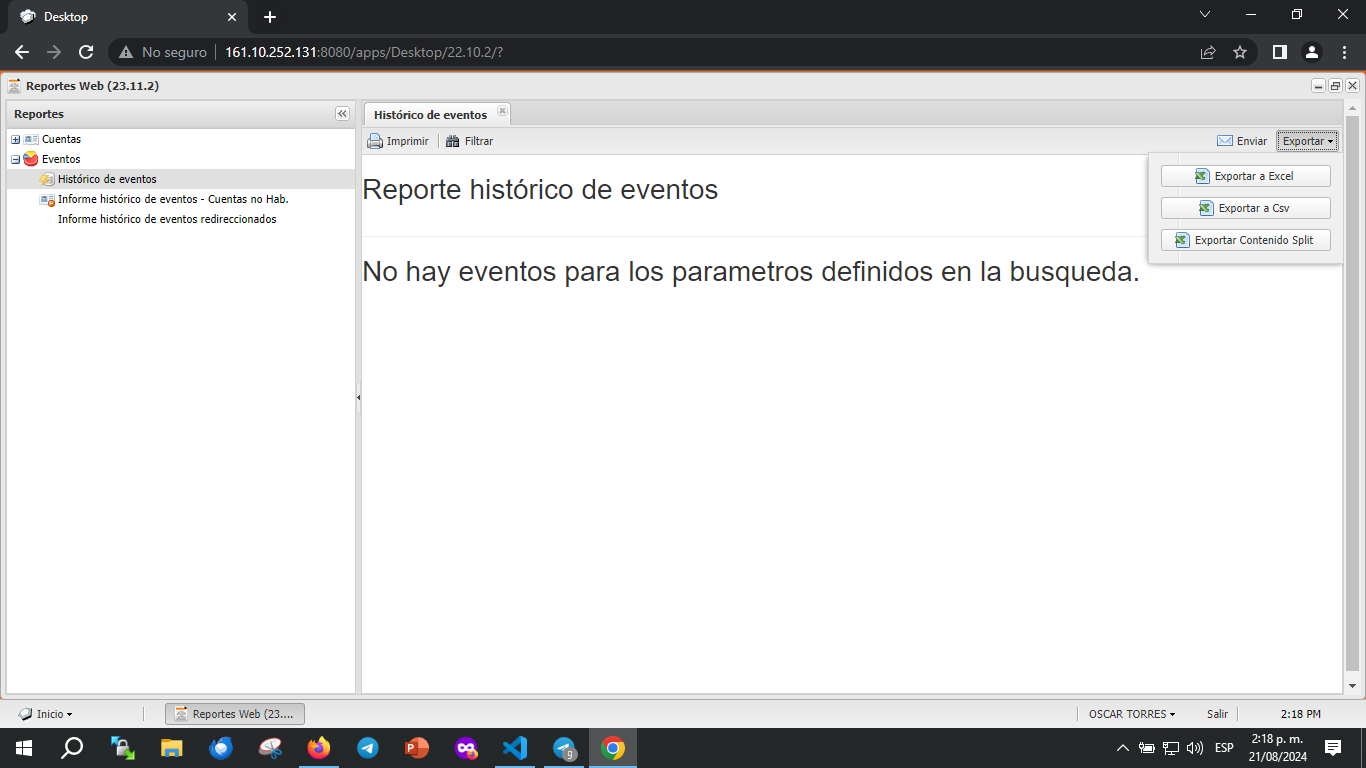 Desktop
No seguro
161.10.252.131:8080/apps/Desktop/22.10.2/?
Reportes Web (23.11.2)
Reportes
Cuentas
Eventos
Histórico de eventos
Informe histórico de eventos - Cuentas no Hab.
Informe histórico de eventos redireccionados
Histórico de eventos
Imprimir
Filtrar
Enviar
Exportar
Exportar a Excel
Exportar a Csv
Exportar Contenido Split
Reporte histórico de eventos
No hay eventos para los parametros definidos en la busqueda.
Inicio
Reportes Web (23....
OSCAR TORRES
Salir
2:18 PM
9
ESP
2:18 p. m.
21/08/2024